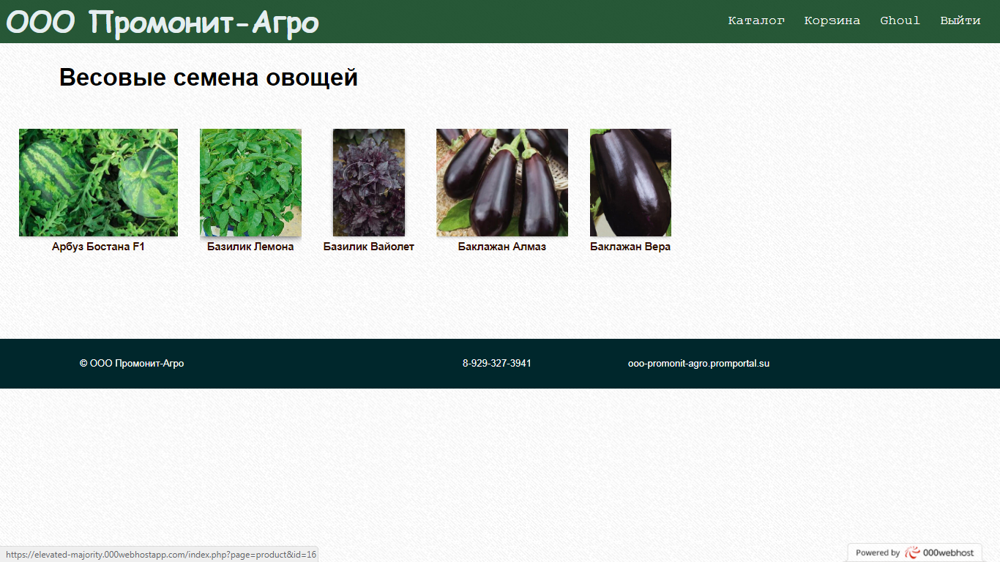 ООО Промонит-Агро
Каталог Корзина Ghoul Выйти
Весовые семена овощей
Арбуз Бостана F1
Базилик Лемона
Базилик Вайолет
Баклажан Алмаз
Баклажан Вера
© ООО Промонит-Агро
8-929-327-3941
ooo-promonit-agro.promportal.su
https://elevated-majority.000webhostapp.com/index.php?page=product&id=16
Powered by 000webhost